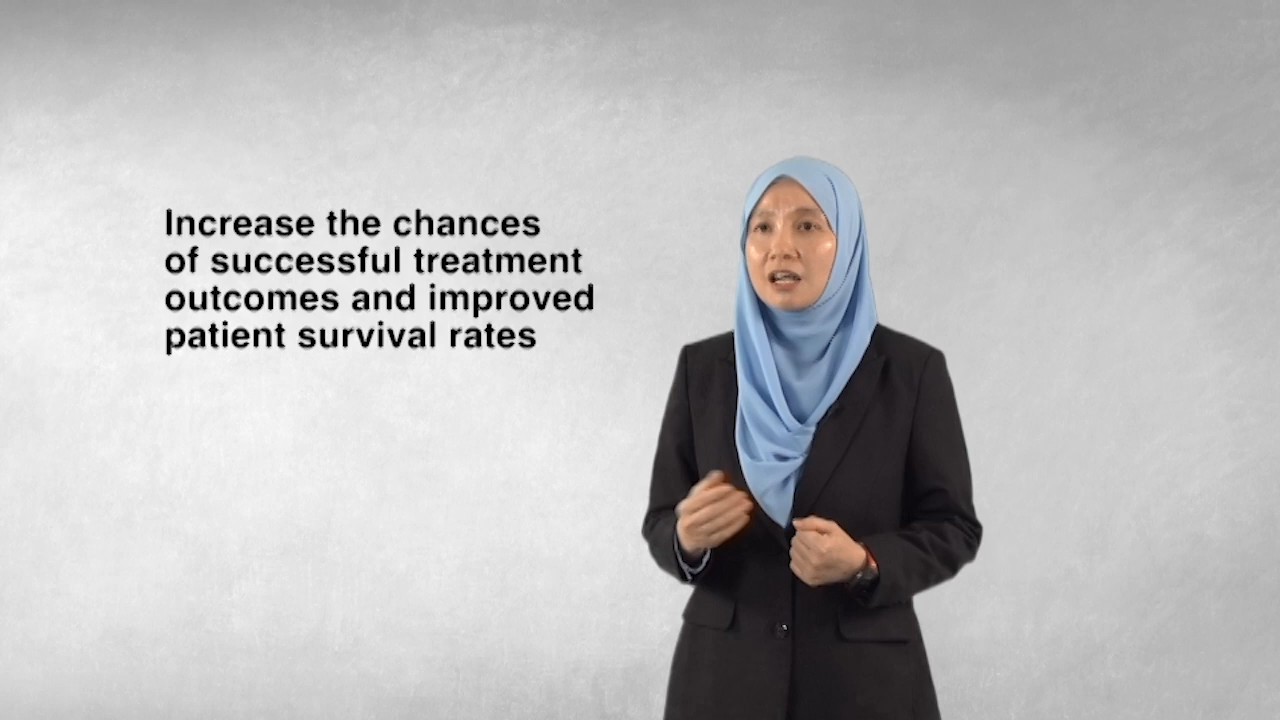 Increase the chances
of successful treatment
outcomes and improved
patient survival rates